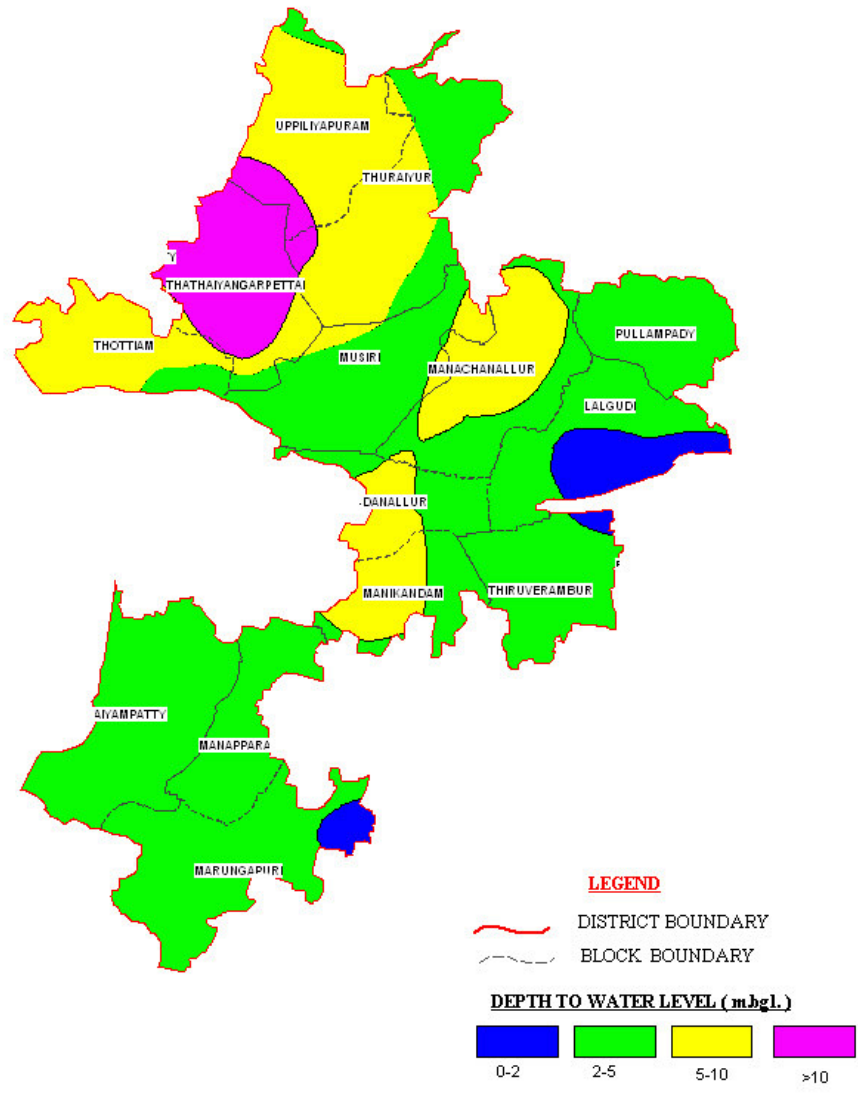 UPPILIYAPURAM
THURAIYUR
Y
THATHAIYANGARPETTAI
PULLAMPADY
THOTTIAM
MUSIRI
MANACHANALLUR
LALGUDI
-DANALLUR
MANIKANDAM
THIRUVERAMBUR
AIYAMPATTY
MANAPPARA
MARUNGAPURI
LEGEND
DISTRICT BOUNDARY
BLOCK BOUNDARY
DEPTH TO WATER LEVEL ( m.bgl. )
0-2
2-5
5-10
>10